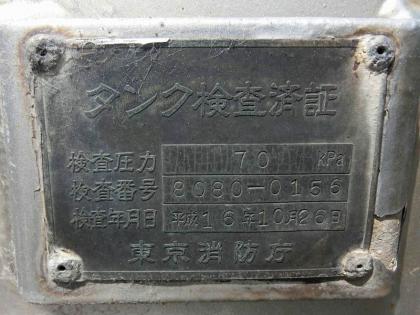 タンク検査済証
検査圧力 70 kPa
検査番号 8080-0156
検査年月日 平成16年10月26日
東京消防庁